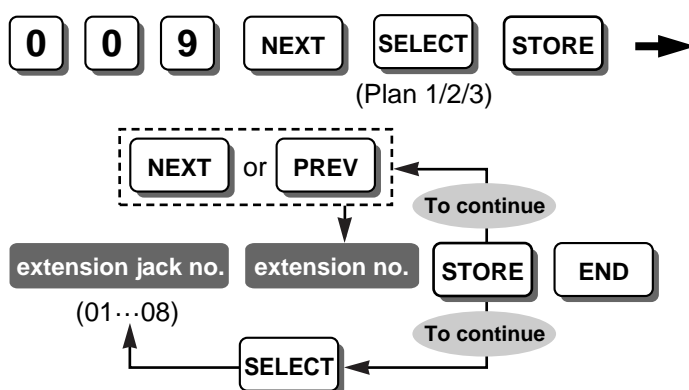 0 0 9 NEXT SELECT STORE
(Plan 1/2/3)
NEXT or PREV
To continue
extension jack no. extension no. STORE END
(01···08)
To continue
SELECT